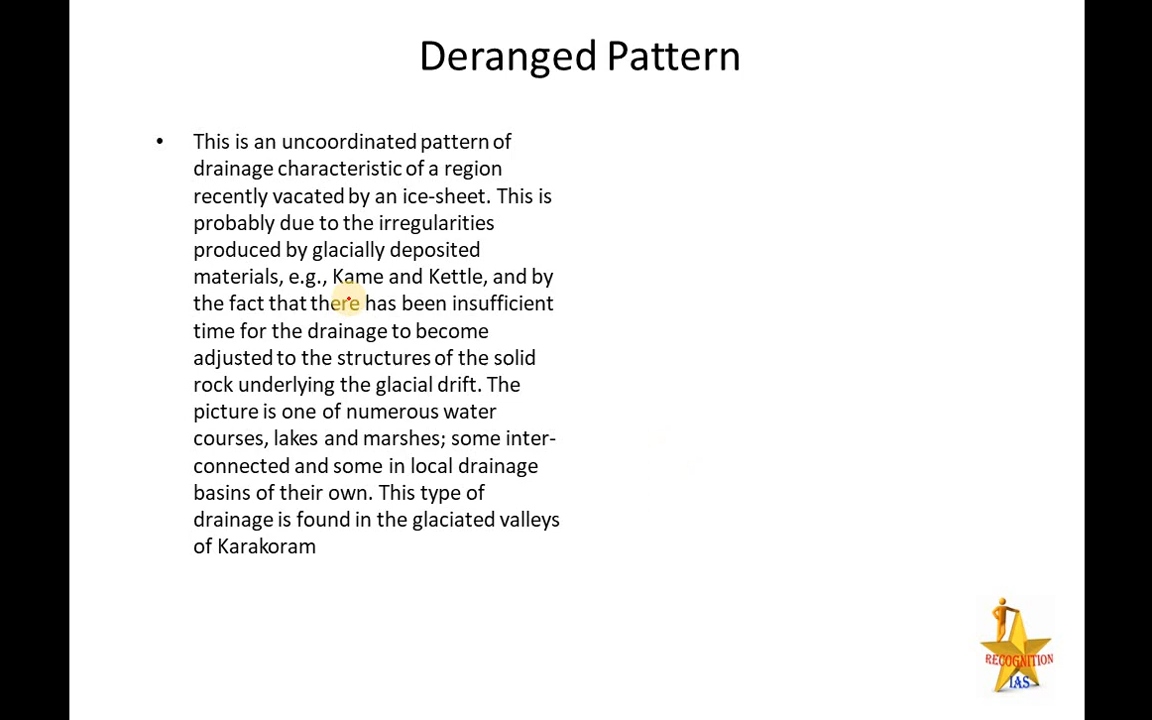 Deranged Pattern
• This is an uncoordinated pattern of
drainage characteristic of a region
recently vacated by an ice-sheet. This is
probably due to the irregularities
produced by glacially deposited
materials, e.g., Kame and Kettle, and by
the fact that there has been insufficient
time for the drainage to become
adjusted to the structures of the solid
rock underlying the glacial drift. The
picture is one of numerous water
courses, lakes and marshes; some inter-
connected and some in local drainage
basins of their own. This type of
drainage is found in the glaciated valleys
of Karakoram
RECOGNITION
IAS